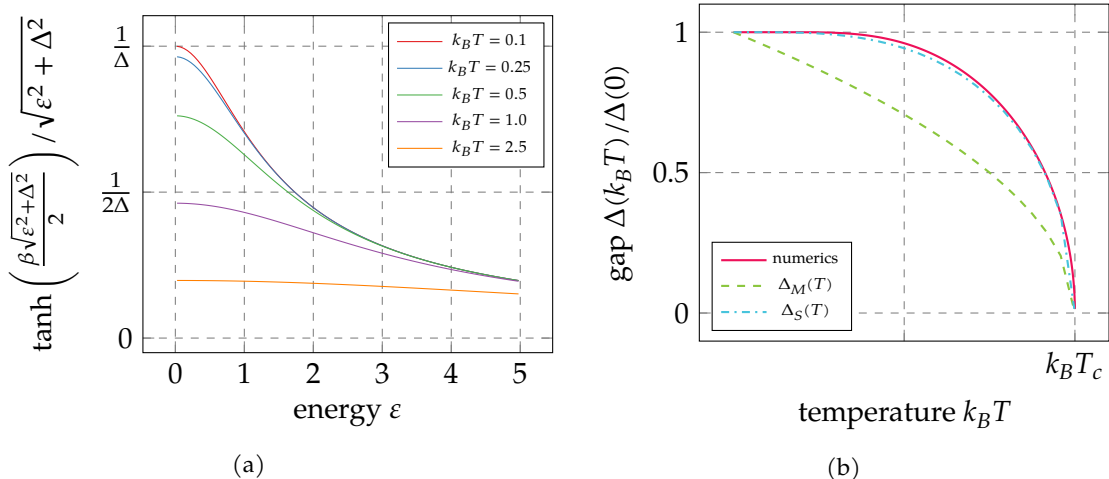 tanh(β√ε²+Δ²/2)/√ε² + Δ²
1/Δ
1/2Δ
0
0 1 2 3 4 5
energy ε
k_BT = 0.1
k_BT = 0.25
k_BT = 0.5
k_BT = 1.0
k_BT = 2.5
(a)
gap Δ(k_BT)/Δ(0)
1
0.5
0
numerics
Δ_M(T)
Δ_S(T)
k_BT_c
temperature k_BT
(b)